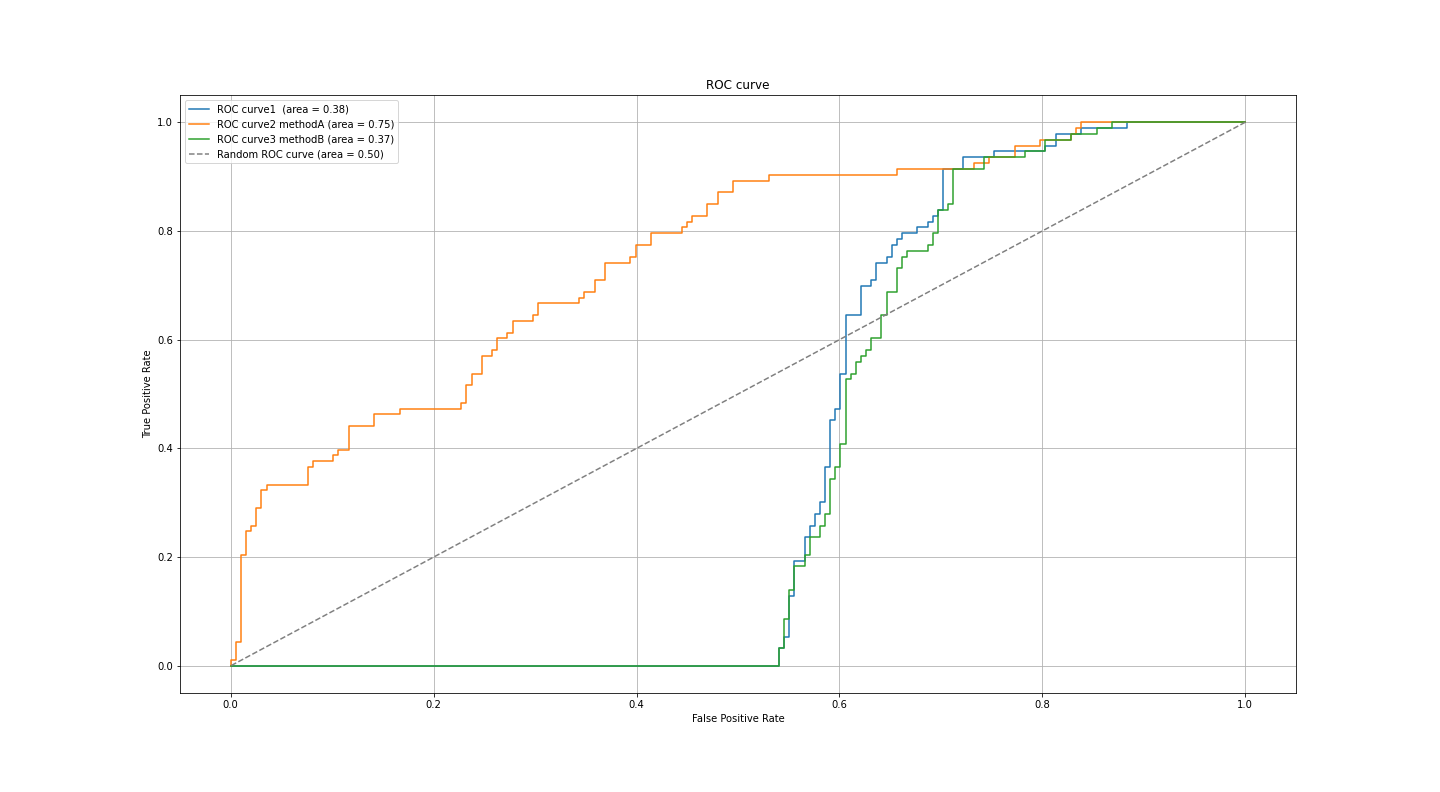 ROC curve
ROC curve1  (area = 0.38)
ROC curve2 methodA (area = 0.75)
ROC curve3 methodB (area = 0.37)
Random ROC curve (area = 0.50)
1.0
0.8
0.6
0.4
0.2
0.0
True Positive Rate
0.0 0.2 0.4 0.6 0.8 1.0
False Positive Rate